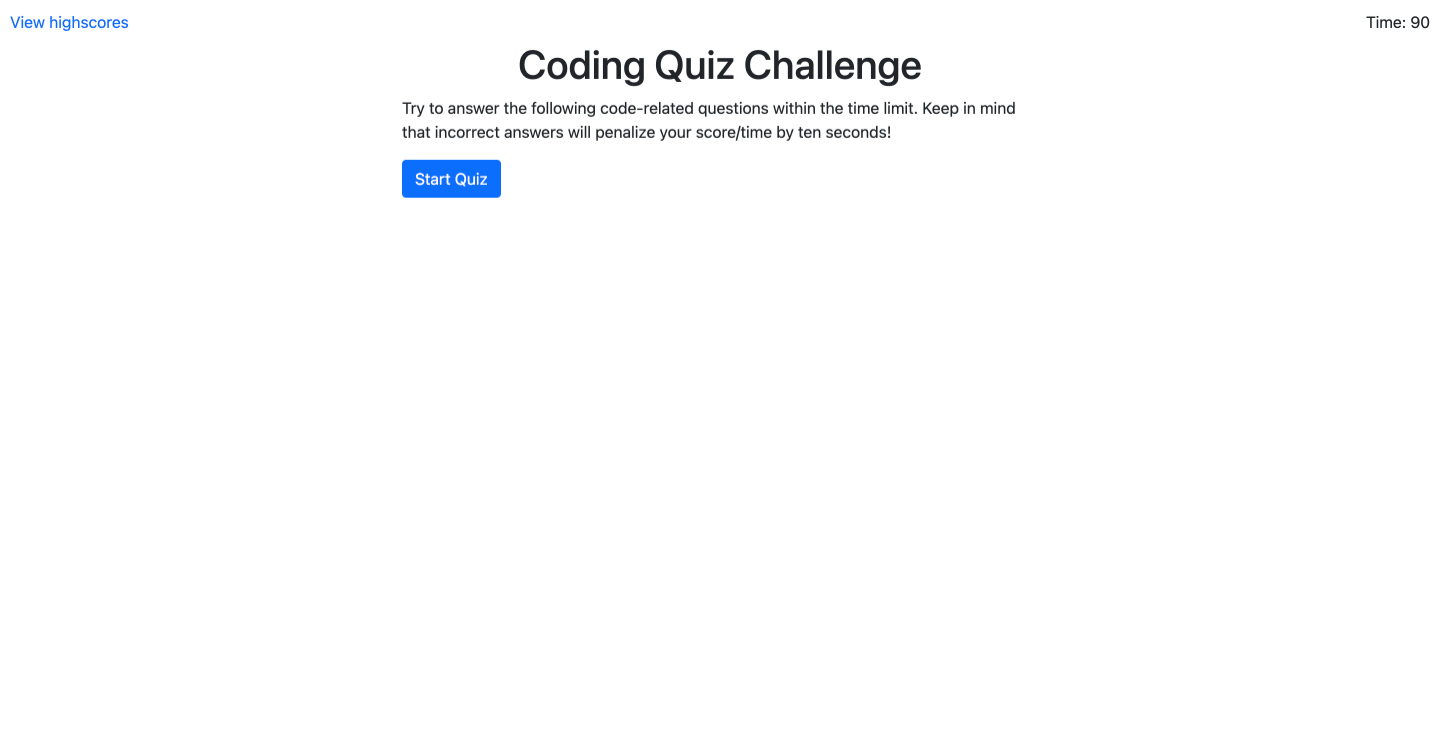 View highscores
Time: 90
Coding Quiz Challenge
Try to answer the following code-related questions within the time limit. Keep in mind
that incorrect answers will penalize your score/time by ten seconds!
Start Quiz